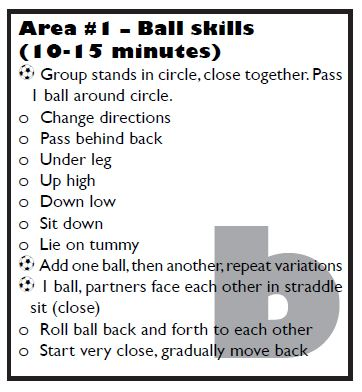 Area #1 – Ball skills
(10-15 minutes)
Group stands in circle, close together. Pass
1 ball around circle.
o Change directions
o Pass behind back
o Under leg
o Up high
o Down low
o Sit down
o Lie on tummy
Add one ball, then another, repeat variations
1 ball, partners face each other in straddle
sit (close)
o Roll ball back and forth to each other
o Start very close, gradually move back
b